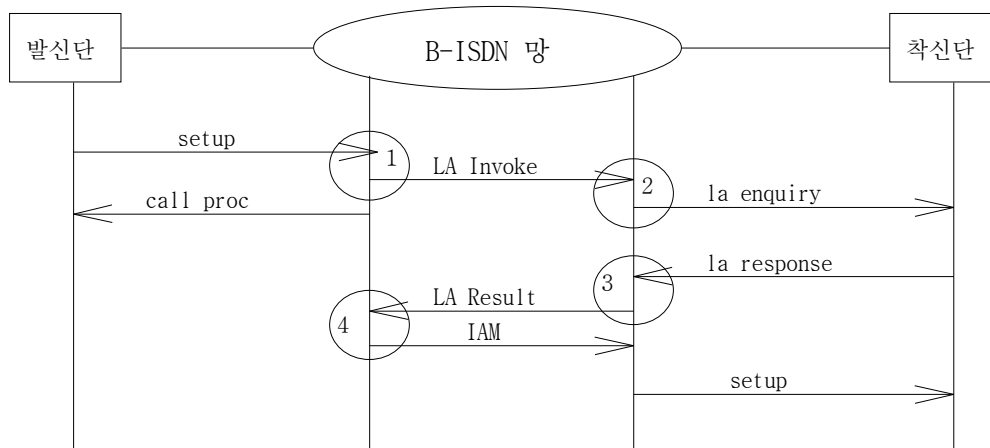 발신단
B-ISDN 망
착신단
setup
1
LA Invoke
2
call proc
la enquiry
la response
3
LA Result
4
IAM
setup